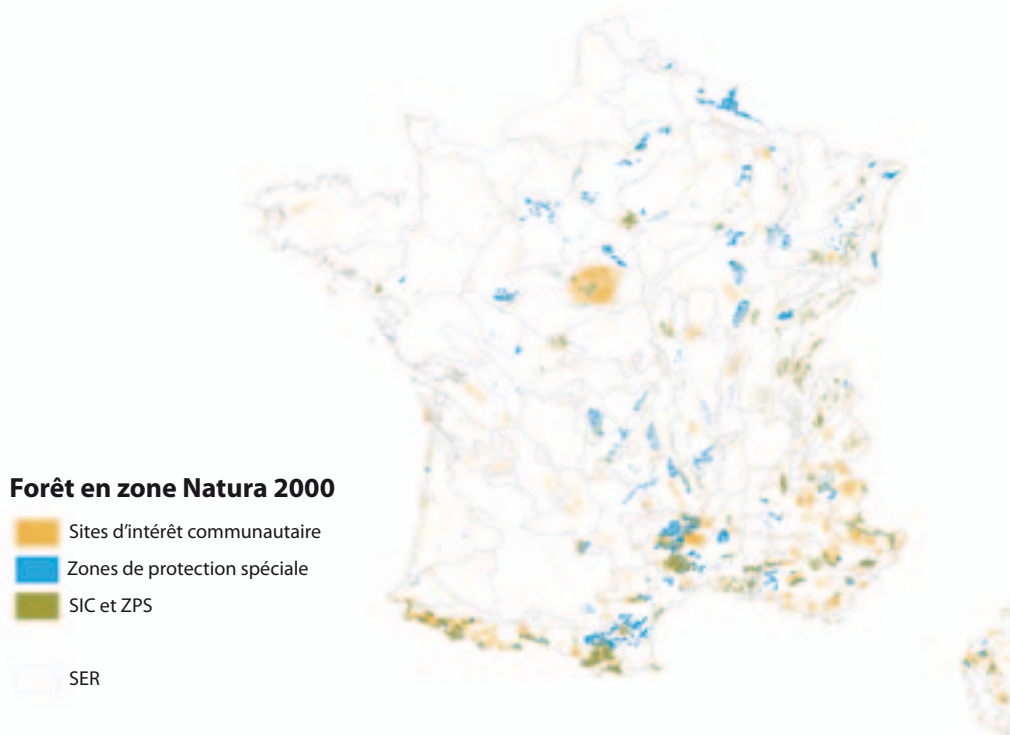 Forêt en zone Natura 2000
Sites d'intérêt communautaire
Zones de protection spéciale
SIC et ZPS
SER